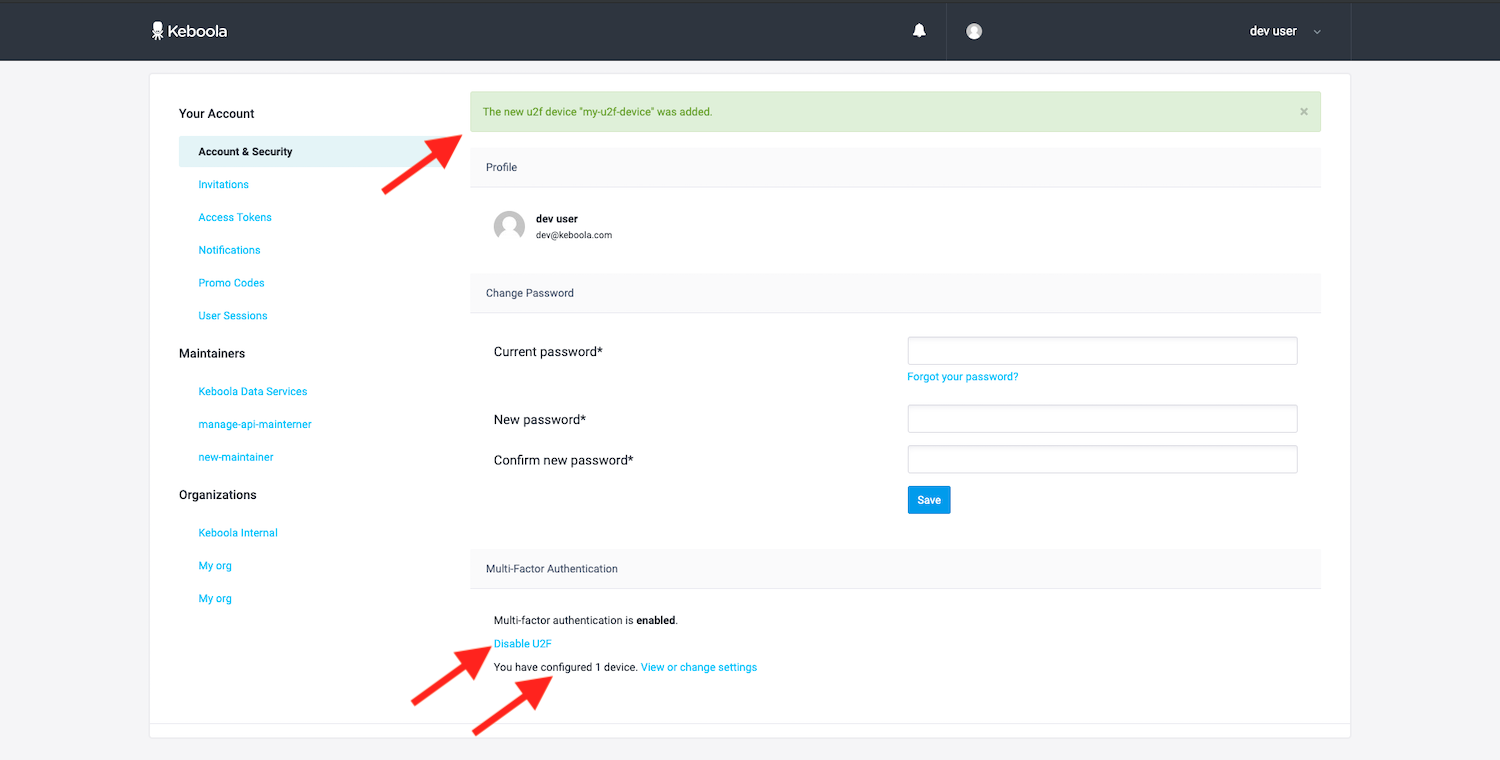 Keboola
dev user
Your Account
Account & Security
Invitations
Access Tokens
Notifications
Promo Codes
User Sessions
Maintainers
Keboola Data Services
manage-api-mainterner
new-maintainer
Organizations
Keboola Internal
My org
My org
The new u2f device "my-u2f-device" was added.
×
Profile
dev user
dev@keboola.com
Change Password
Current password*
Forgot your password?
New password*
Confirm new password*
Save
Multi-Factor Authentication
Multi-factor authentication is enabled.
Disable U2F
You have configured 1 device. View or change settings